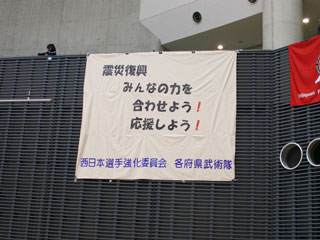 震災復興
みんなの力を
合わせよう！
応援しよう！
西日本選手強化委員会 各府県武術隊